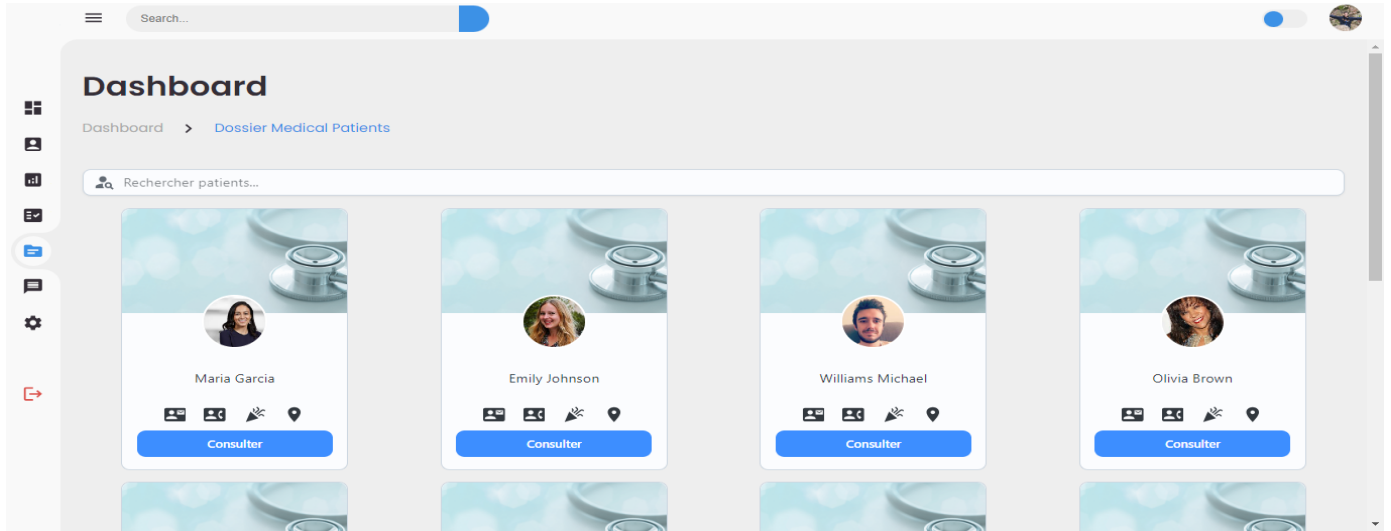 Search...
Dashboard
Dashboard > Dossier Medical Patients
Rechercher patients...
Maria Garcia Emily Johnson Williams Michael Olivia Brown
Consulter Consulter Consulter Consulter